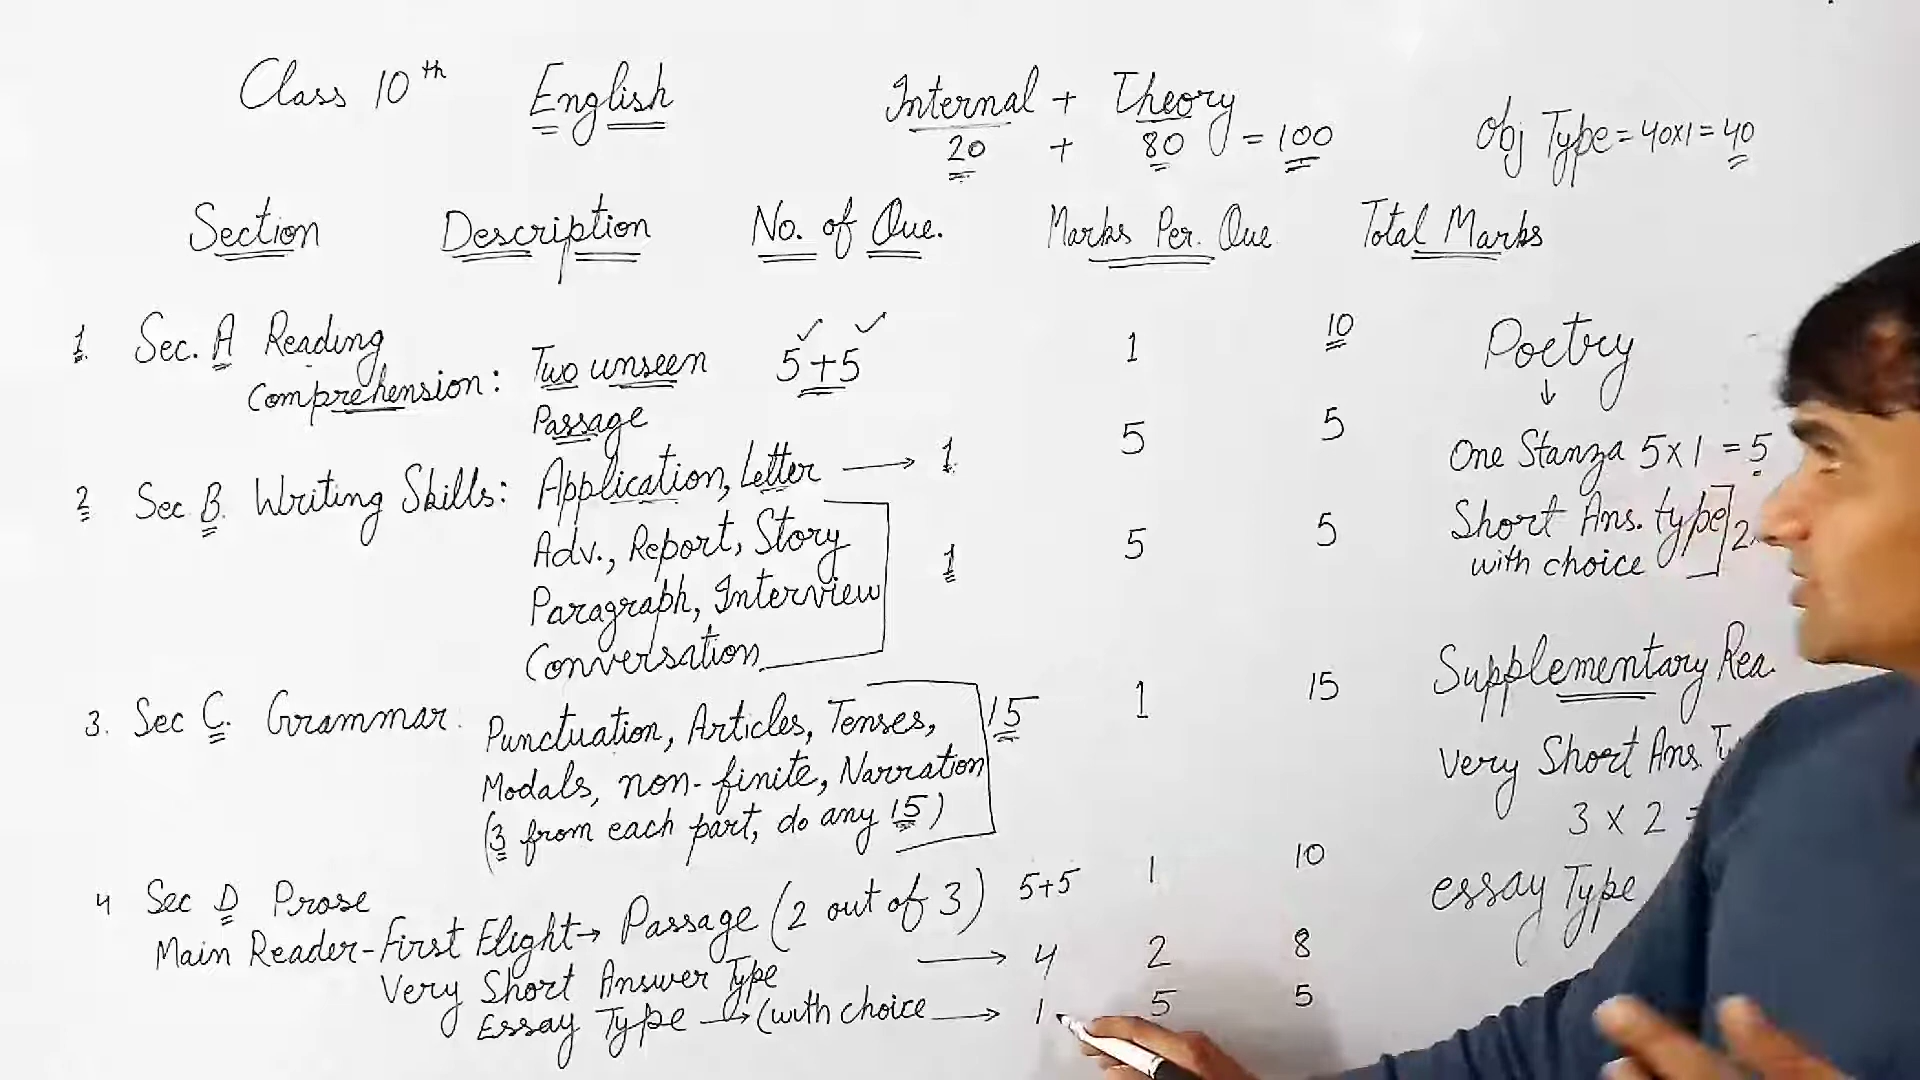 Class 10th English Internal + Theory
20 + 80 = 100
Obj Type = 40x1 = 40
Section Description No. of Que. Marks Per. Que Total Marks
1. Sec. A Reading Comprehension: Two unseen Passage 5+5 1 10
2 Sec B. Writing Skills: Application, Letter → 1. 5 5
Adv., Report, Story
Paragraph, Interview 1 5 5
Conversation
3. Sec C. Grammar. Punctuation, Articles, Tenses, 15 1 15
Modals, non-finite, Narration
(3 from each part, do any 15)
4 Sec D Prose
Main Reader-First Flight→ Passage (2 out of 3) 5+5 1 10
Very Short Answer Type → 4 2 8
Essay Type → (with choice → 1 5 5
Poetry
↓
One Stanza 5x1 = 5
Short Ans. type] 2
with choice
Supplementary Rea.
Very Short Ans.
3 X 2 =
essay Type